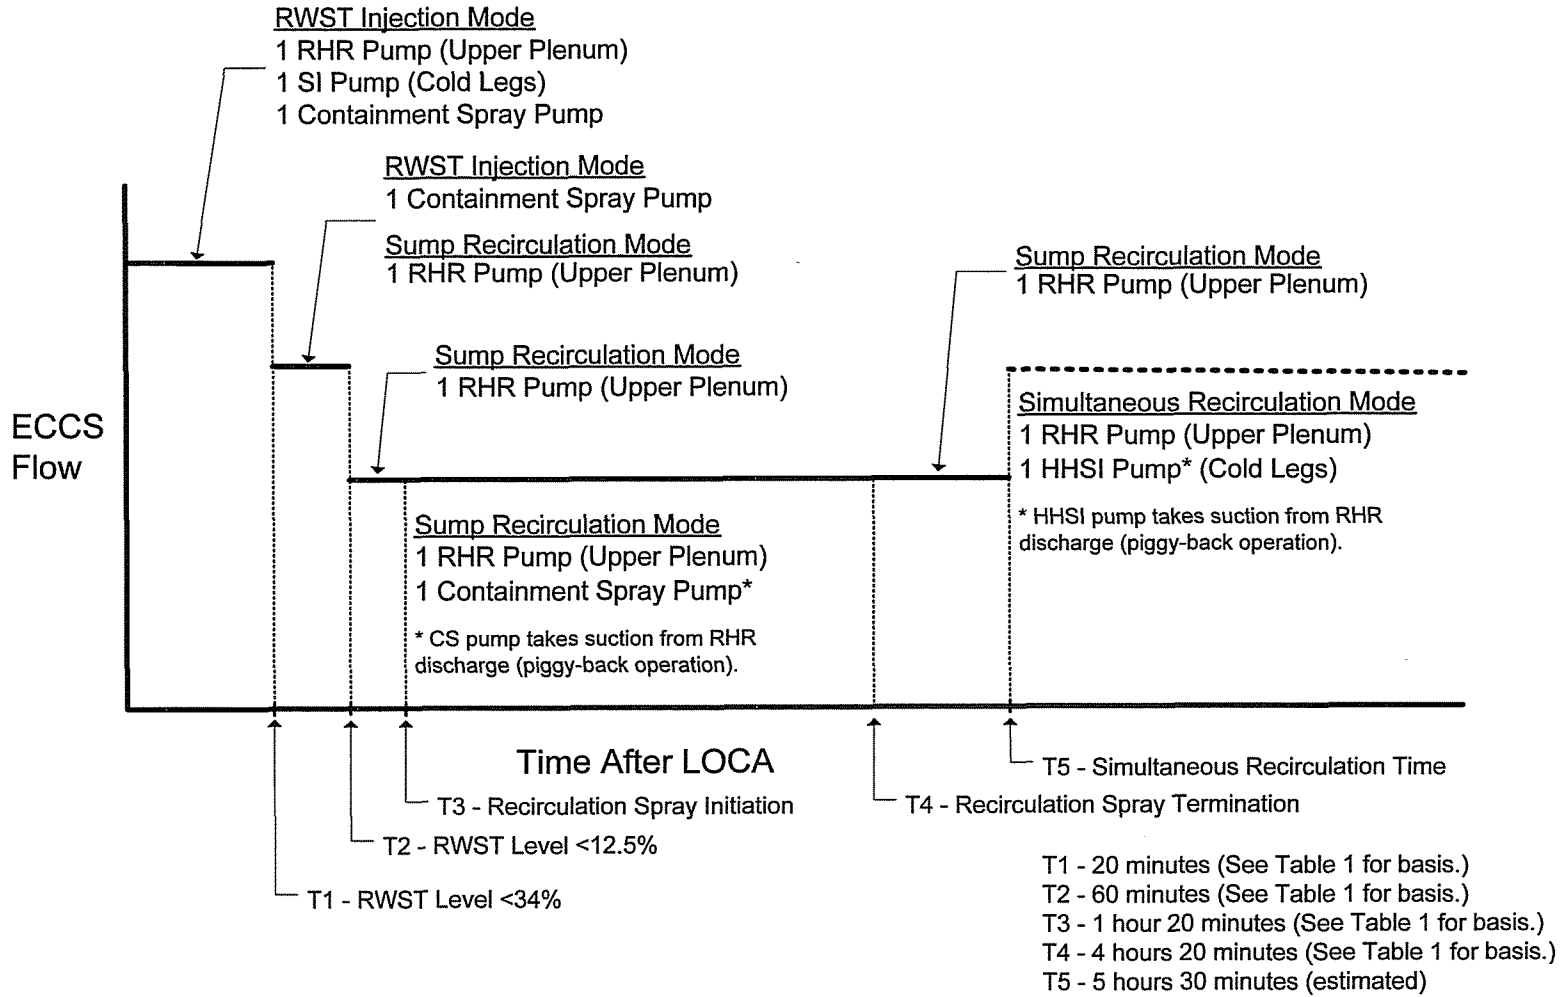 RWST Injection Mode
1 RHR Pump (Upper Plenum)
1 SI Pump (Cold Legs)
1 Containment Spray Pump
RWST Injection Mode
1 Containment Spray Pump
Sump Recirculation Mode
1 RHR Pump (Upper Plenum)
Sump Recirculation Mode
1 RHR Pump (Upper Plenum)
Sump Recirculation Mode
1 RHR Pump (Upper Plenum)
ECCS
Flow
Simultaneous Recirculation Mode
1 RHR Pump (Upper Plenum)
1 HHSI Pump* (Cold Legs)
* HHSI pump takes suction from RHR
discharge (piggy-back operation).
Sump Recirculation Mode
1 RHR Pump (Upper Plenum)
1 Containment Spray Pump*
* CS pump takes suction from RHR
discharge (piggy-back operation).
Time After LOCA
T5 - Simultaneous Recirculation Time
T3 - Recirculation Spray Initiation
T4 - Recirculation Spray Termination
T2 - RWST Level <12.5%
T1 - RWST Level <34%
T1 - 20 minutes (See Table 1 for basis.)
T2 - 60 minutes (See Table 1 for basis.)
T3 - 1 hour 20 minutes (See Table 1 for basis.)
T4 - 4 hours 20 minutes (See Table 1 for basis.)
T5 - 5 hours 30 minutes (estimated)